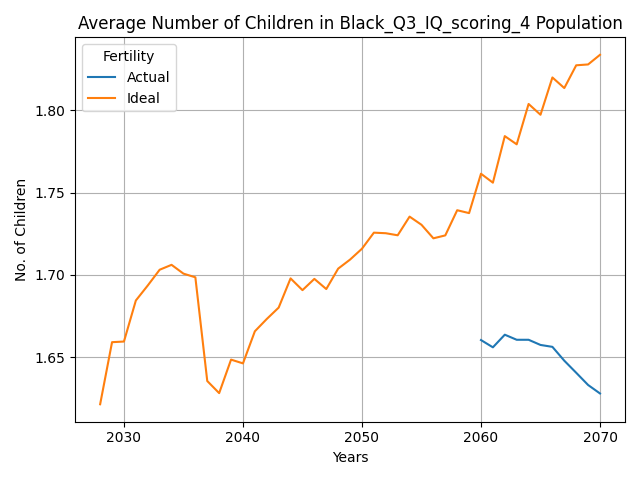 Average Number of Children in Black_Q3_IQ_scoring_4 Population
Fertility
Actual
Ideal
No. of Children
1.80
1.75
1.70
1.65
2030
2040
2050
2060
2070
Years